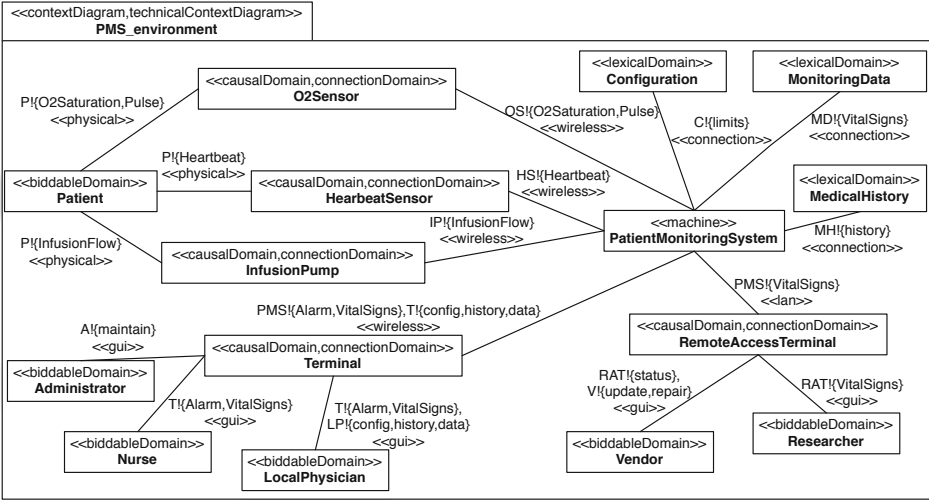 <<contextDiagram,technicalContextDiagram>>
PMS_environment
<<causalDomain,connectionDomain>>
O2Sensor
<<lexicalDomain>>
Configuration
<<lexicalDomain>>
MonitoringData
P!{O2Saturation,Pulse}
<<physical>>
OS!{O2Saturation,Pulse}
<<wireless>>
C!{limits}
<<connection>>
MD!{VitalSigns}
<<connection>>
P!{Heartbeat}
<<physical>>
<<biddableDomain>>
Patient
<<causalDomain,connectionDomain>>
HearbeatSensor
HS!{Heartbeat}
<<wireless>>
<<lexicalDomain>>
MedicalHistory
<<machine>>
PatientMonitoringSystem
IP!{InfusionFlow}
<<wireless>>
MH!{history}
<<connection>>
P!{InfusionFlow}
<<physical>>
<<causalDomain,connectionDomain>>
InfusionPump
PMS!{Alarm,VitalSigns},T!{config,history,data}
<<wireless>>
PMS!{VitalSigns}
<<lan>>
A!{maintain}
<<gui>>
<<causalDomain,connectionDomain>>
Terminal
<<causalDomain,connectionDomain>>
RemoteAccessTerminal
<<biddableDomain>>
Administrator
T!{Alarm,VitalSigns}
<<gui>>
T!{Alarm,VitalSigns},
LP!{config,history,data}
<<gui>>
RAT!{status},
V!{update,repair}
<<gui>>
RAT!{VitalSigns}
<<gui>>
<<biddableDomain>>
Nurse
<<biddableDomain>>
LocalPhysician
<<biddableDomain>>
Vendor
<<biddableDomain>>
Researcher